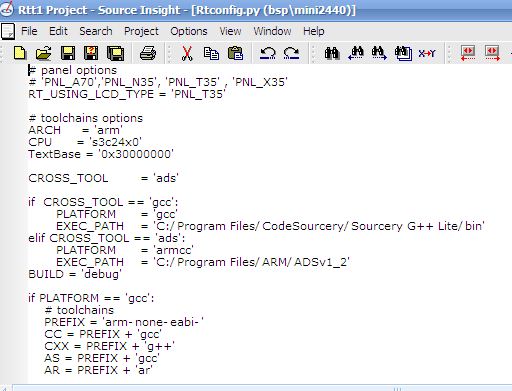 Rtt1 Project - Source Insight - [Rtconfig.py (bsp\mini2440)]
File Edit Search Project Options View Window Help
# panel options
# 'PNL_A70','PNL_N35', 'PNL_T35' , 'PNL_X35'
RT_USING_LCD_TYPE = 'PNL_T35'
# toolchains options
ARCH = 'arm'
CPU = 's3c24x0'
TextBase = '0x30000000'
CROSS_TOOL = 'ads'
if CROSS_TOOL == 'gcc':
PLATFORM = 'gcc'
EXEC_PATH = 'C:/Program Files/CodeSourcery/Sourcery G++ Lite/bin'
elif CROSS_TOOL == 'ads':
PLATFORM = 'armcc'
EXEC_PATH = 'C:/Program Files/ARM/ADSv1_2'
BUILD = 'debug'
if PLATFORM == 'gcc':
# toolchains
PREFIX = 'arm-none-eabi-'
CC = PREFIX + 'gcc'
CXX = PREFIX + 'g++'
AS = PREFIX + 'gcc'
AR = PREFIX + 'ar'